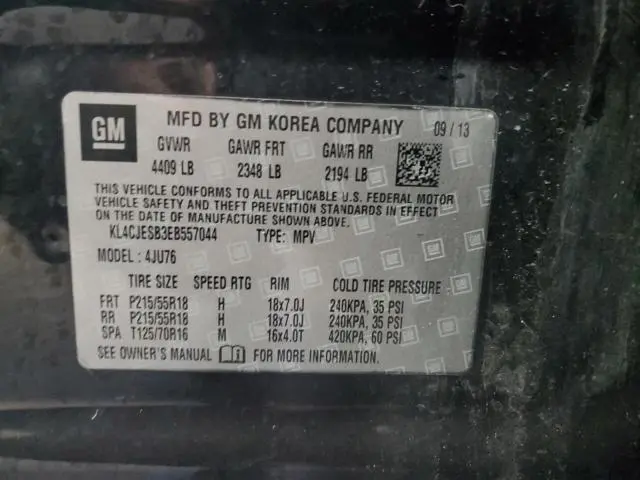 GM
MFD BY GM KOREA COMPANY 09 / 13
GVWR GAWR FRT GAWR RR
4409 LB 2348 LB 2194 LB
THIS VEHICLE CONFORMS TO ALL APPLICABLE U.S. FEDERAL MOTOR
VEHICLE SAFETY AND THEFT PREVENTION STANDARDS IN EFFECT
ON THE DATE OF MANUFACTURE SHOWN ABOVE.
KL4CJESB3EB557044 TYPE: MPV
MODEL : 4JU76
TIRE SIZE SPEED RTG RIM COLD TIRE PRESSURE
FRT P215/55R18 H 18x7.0J 240KPA, 35 PSI
RR P215/55R18 H 18x7.0J 240KPA, 35 PSI
SPA T125/70R16 M 16x4.0T 420KPA, 60 PSI
SEE OWNER'S MANUAL FOR MORE INFORMATION.